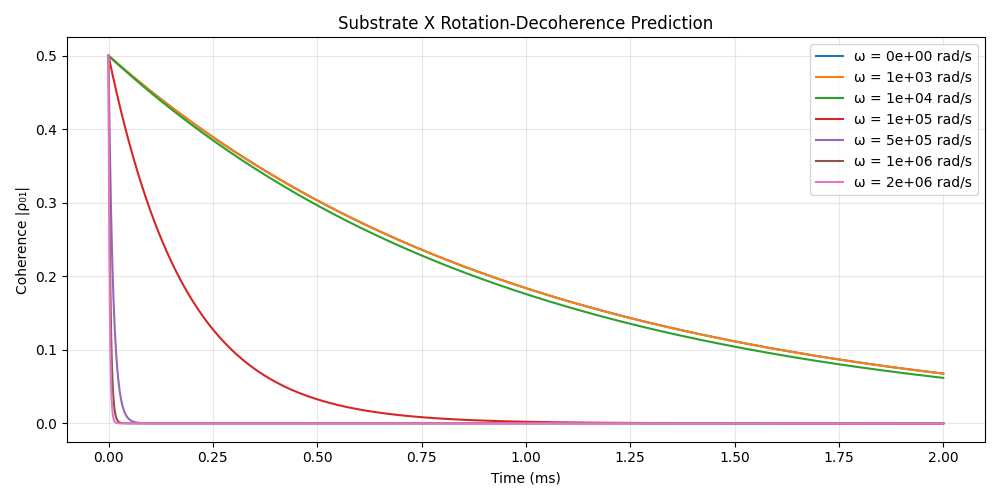 Substrate X Rotation-Decoherence Prediction
ω = 0e+00 rad/s
ω = 1e+03 rad/s
ω = 1e+04 rad/s
ω = 1e+05 rad/s
ω = 5e+05 rad/s
ω = 1e+06 rad/s
ω = 2e+06 rad/s
Coherence |ρ₀₁|
0.5
0.4
0.3
0.2
0.1
0.0
0.00 0.25 0.50 0.75 1.00 1.25 1.50 1.75 2.00
Time (ms)